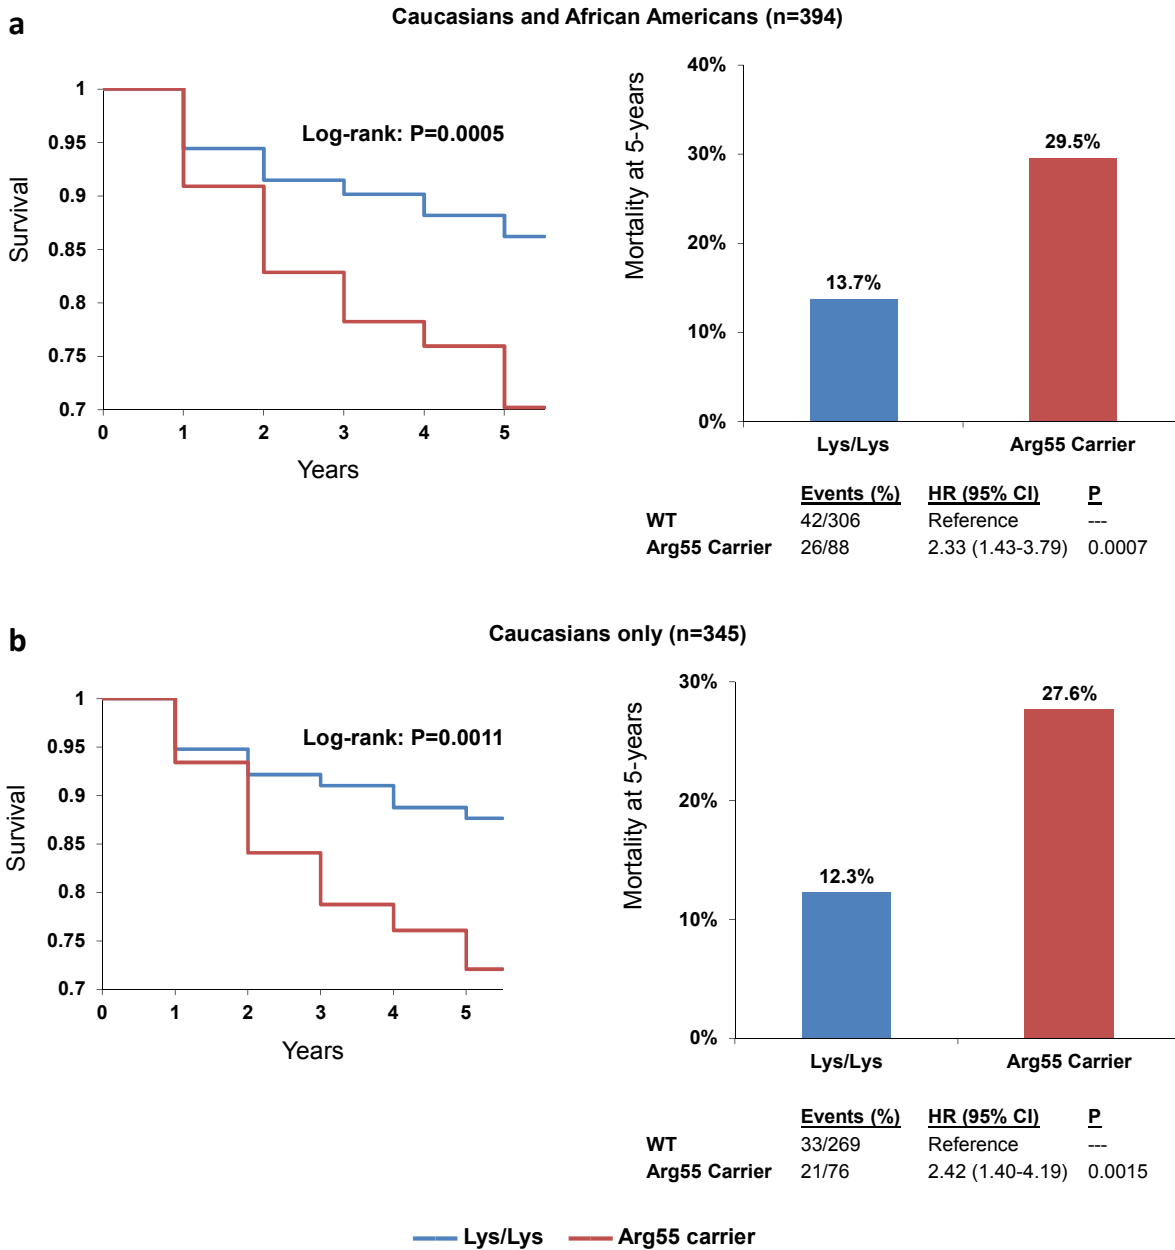 a
Caucasians and African Americans (n=394)
Survival
1
0.95
0.9
0.85
0.8
0.75
0.7
Log-rank: P=0.0005
0 1 2 3 4 5
Years
Mortality at 5-years
40%
30%
20%
10%
0%
13.7%
29.5%
Lys/Lys Arg55 Carrier
Events (%) HR (95% CI) P
WT 42/306 Reference ---
Arg55 Carrier 26/88 2.33 (1.43-3.79) 0.0007
b
Caucasians only (n=345)
Survival
1
0.95
0.9
0.85
0.8
0.75
0.7
Log-rank: P=0.0011
0 1 2 3 4 5
Years
Mortality at 5-years
30%
20%
10%
0%
12.3%
27.6%
Lys/Lys Arg55 Carrier
Events (%) HR (95% CI) P
WT 33/269 Reference ---
Arg55 Carrier 21/76 2.42 (1.40-4.19) 0.0015
Lys/Lys Arg55 carrier